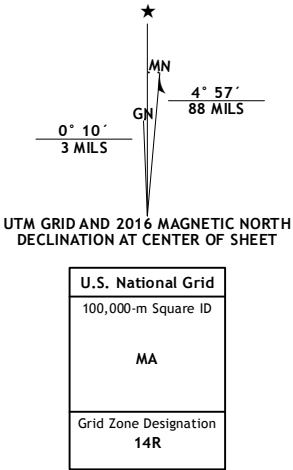 ★
MN
4° 57´
88 MILS
GN
0° 10´
3 MILS
UTM GRID AND 2016 MAGNETIC NORTH
DECLINATION AT CENTER OF SHEET
U.S. National Grid
100,000-m Square ID
MA
Grid Zone Designation
14R